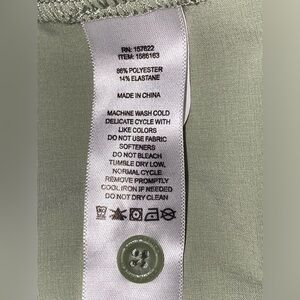 RN: 157822
ITEM: 1566163
86% POLYESTER
14% ELASTANE
MADE IN CHINA
MACHINE WASH COLD
DELICATE CYCLE WITH
LIKE COLORS
DO NOT USE FABRIC
SOFTENERS
DO NOT BLEACH
TUMBLE DRY LOW,
NORMAL CYCLE
REMOVE PROMPTLY
COOL IRON IF NEEDED
DO NOT DRY CLEAN